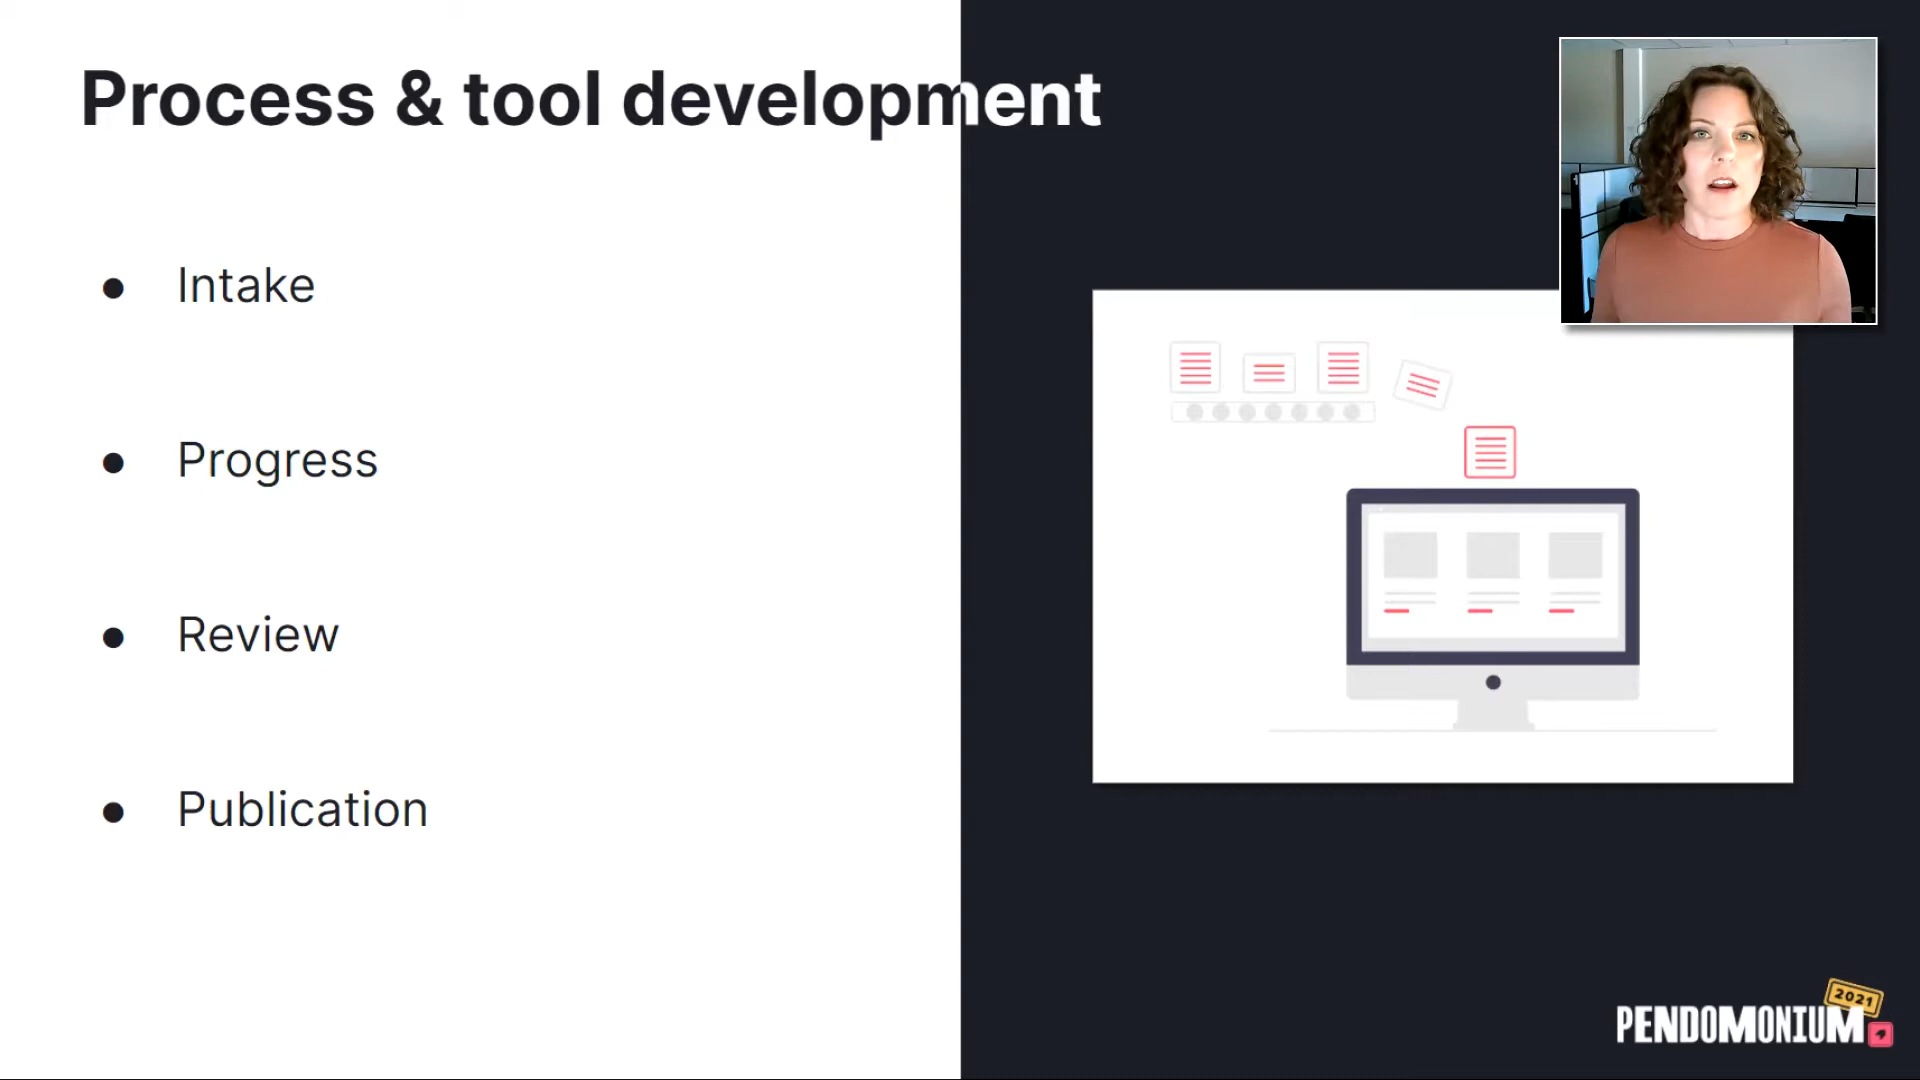 Process & tool development
● Intake
● Progress
● Review
● Publication
2021
PENDOMONIUM